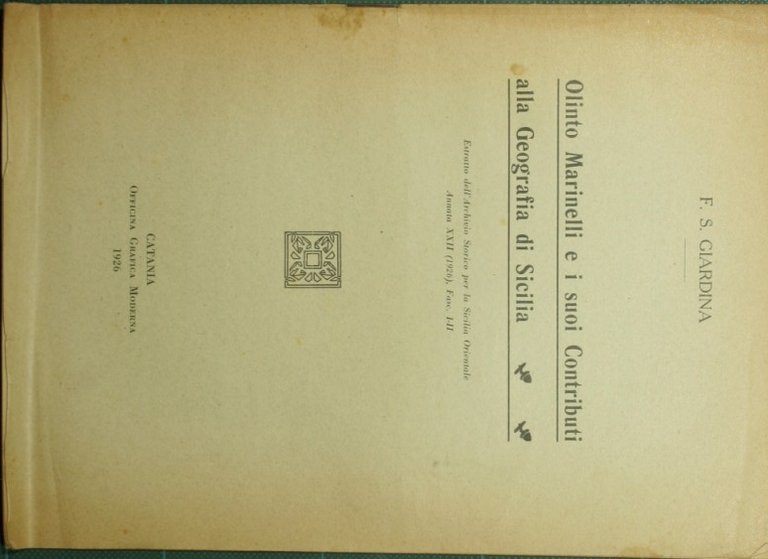 F. S. GIARDINA
Olinto Marinelli e i suoi Contributi
alla Geografia di Sicilia
Estratto dell'Archivio Storico per la Sicilia Orientale
Annata XXII (1926), Fasc. I-II
CATANIA
OFFICINA GRAFICA MODERNA
1926